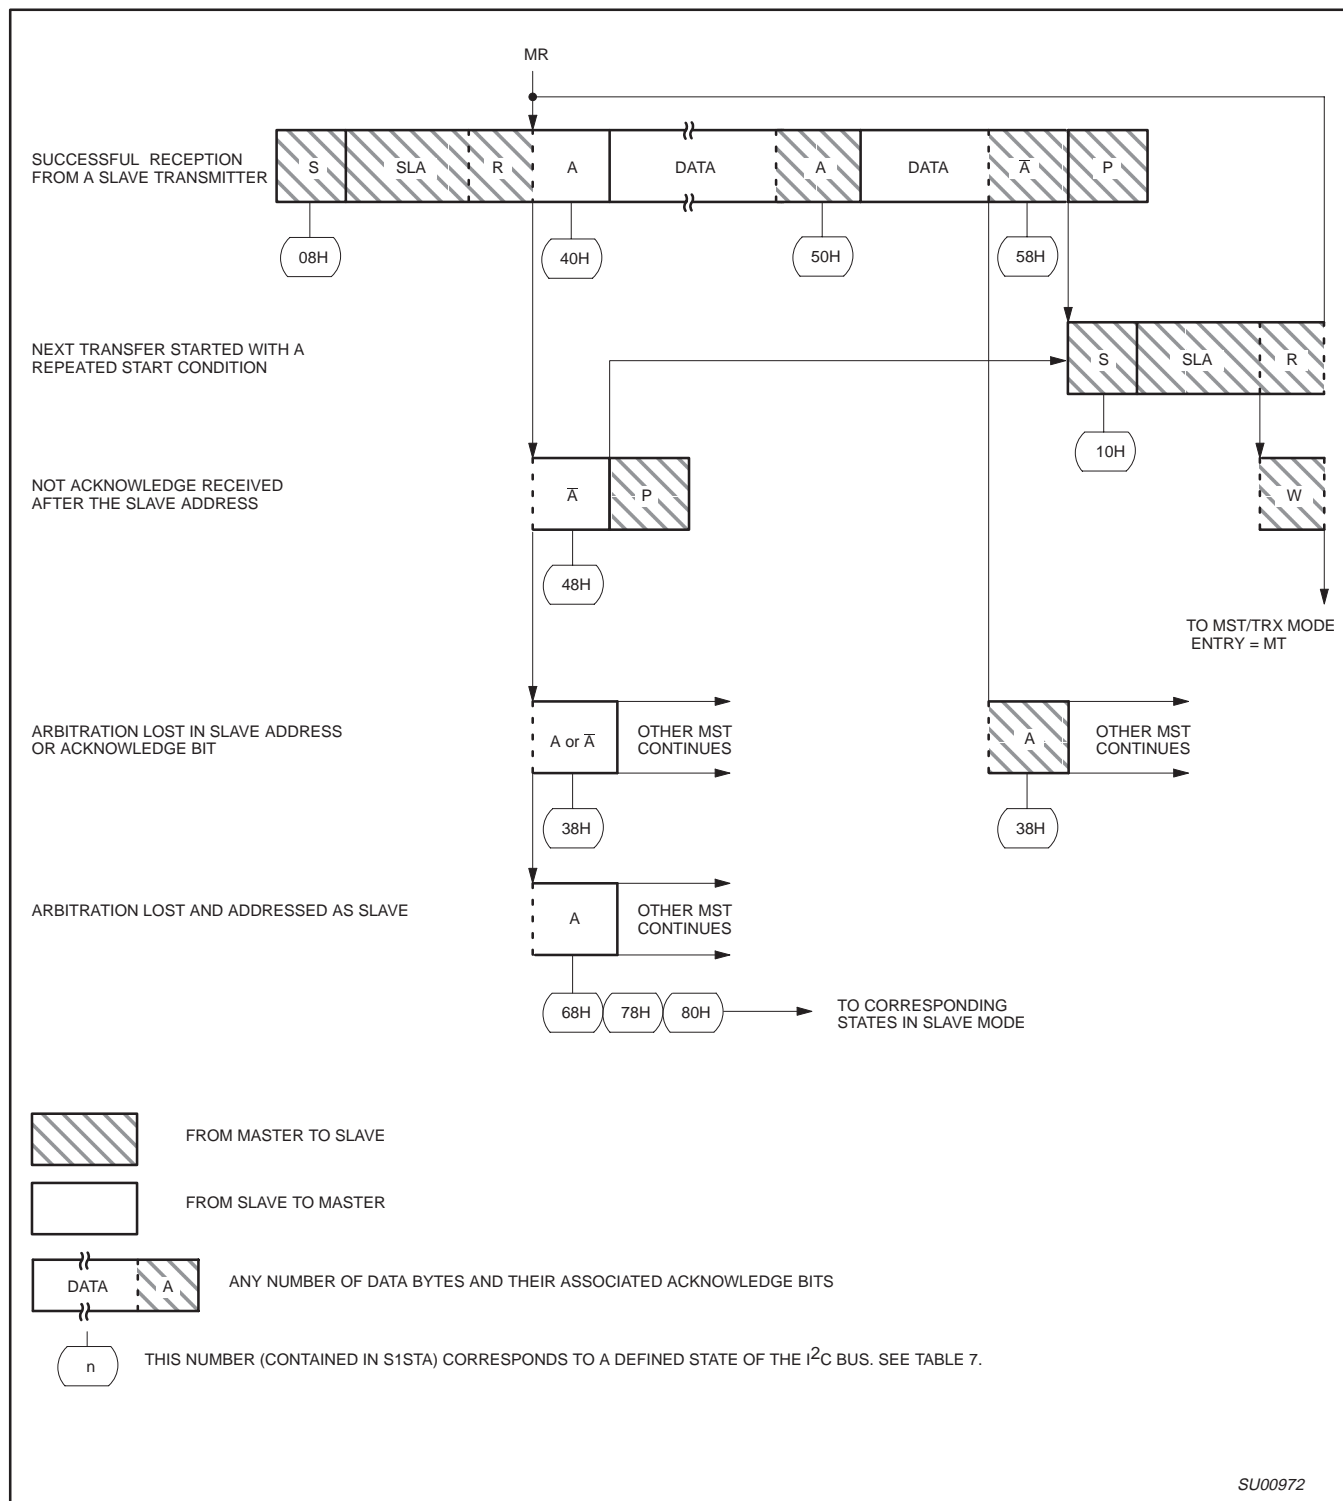 MR
SUCCESSFUL RECEPTION
FROM A SLAVE TRANSMITTER
S SLA R A DATA A DATA A̅ P
08H 40H 50H 58H
NEXT TRANSFER STARTED WITH A
REPEATED START CONDITION
S SLA R
10H
NOT ACKNOWLEDGE RECEIVED
AFTER THE SLAVE ADDRESS
A̅ P W
48H
TO MST/TRX MODE
ENTRY = MT
ARBITRATION LOST IN SLAVE ADDRESS
OR ACKNOWLEDGE BIT
A or A̅
OTHER MST
CONTINUES
A
OTHER MST
CONTINUES
38H 38H
ARBITRATION LOST AND ADDRESSED AS SLAVE
A
OTHER MST
CONTINUES
68H 78H 80H
TO CORRESPONDING
STATES IN SLAVE MODE
FROM MASTER TO SLAVE
FROM SLAVE TO MASTER
DATA A
ANY NUMBER OF DATA BYTES AND THEIR ASSOCIATED ACKNOWLEDGE BITS
n
THIS NUMBER (CONTAINED IN S1STA) CORRESPONDS TO A DEFINED STATE OF THE I²C BUS. SEE TABLE 7.
SU00972